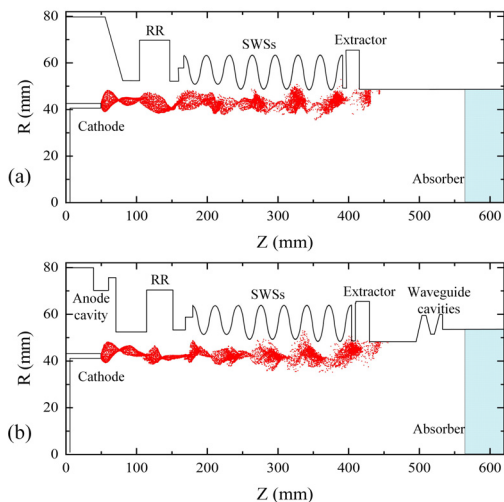 80
60
40
20
0
R (mm)
RR
SWSs
Extractor
Cathode
Absorber
(a)
0 100 200 300 400 500 600
Z (mm)
80
60
40
20
0
R (mm)
Anode
cavity
RR
SWSs
Extractor
Waveguide
cavities
Cathode
Absorber
(b)
0 100 200 300 400 500 600
Z (mm)